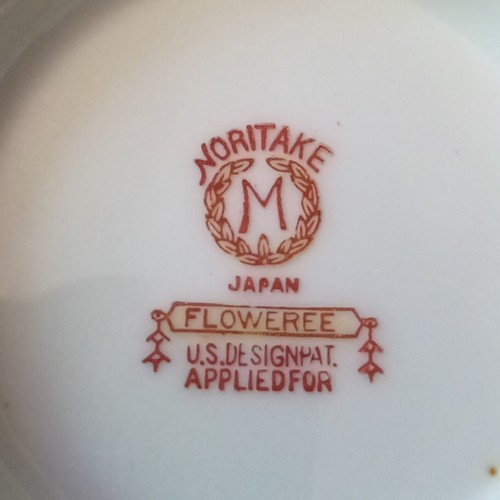 NORITAKE
M
JAPAN
FLOWEREE
U.S.DESIGNPAT.
APPLIEDFOR